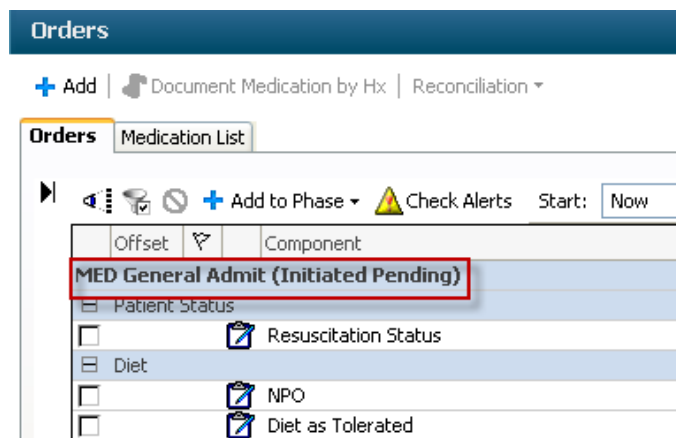 Orders
Add | Document Medication by Hx | Reconciliation
Orders Medication List
Add to Phase Check Alerts Start: Now
Offset Component
MED General Admit (Initiated Pending)
Patient Status
Resuscitation Status
Diet
NPO
Diet as Tolerated